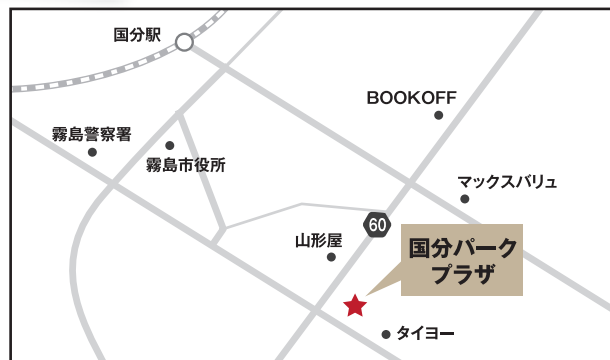 国分駅
BOOKOFF
霧島警察署
霧島市役所
マックスバリュ
60
山形屋
国分パーク
プラザ
タイヨー